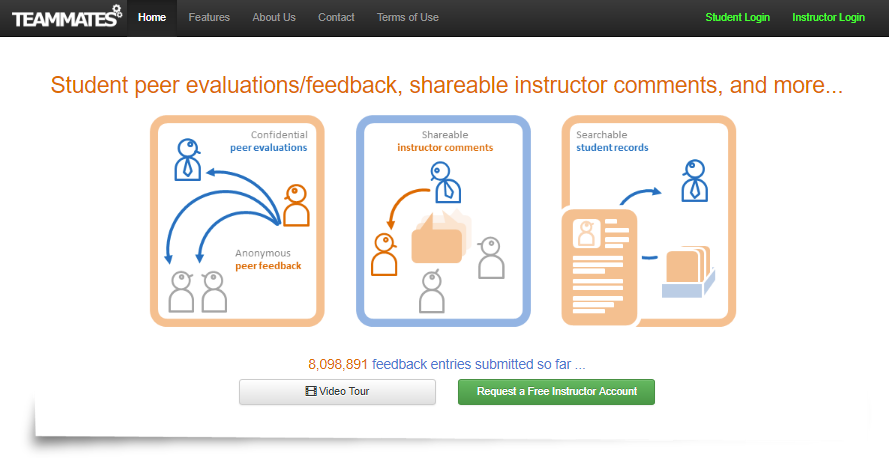 TEAMMATES Home Features About Us Contact Terms of Use Student Login Instructor Login
Student peer evaluations/feedback, shareable instructor comments, and more...
Confidential
peer evaluations
Anonymous
peer feedback
Shareable
instructor comments
Searchable
student records
8,098,891 feedback entries submitted so far ...
Video Tour
Request a Free Instructor Account